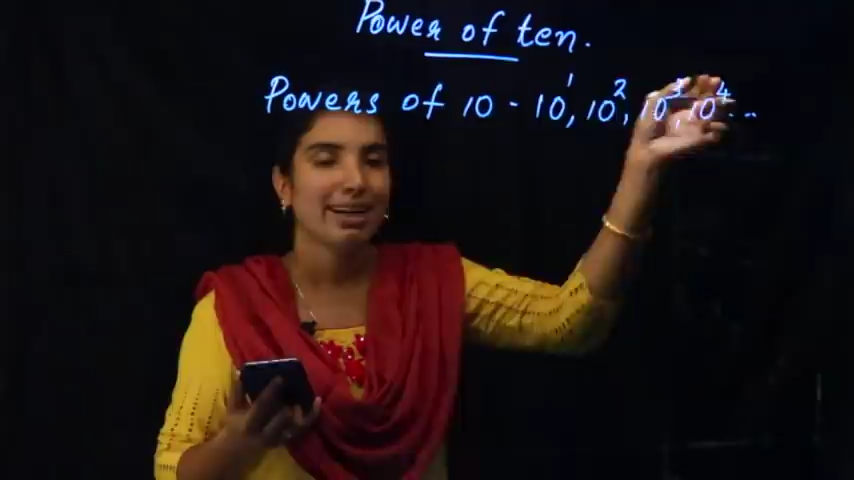 Power of ten.
Powers of 10 - 10¹, 10², 10³, 10⁴...